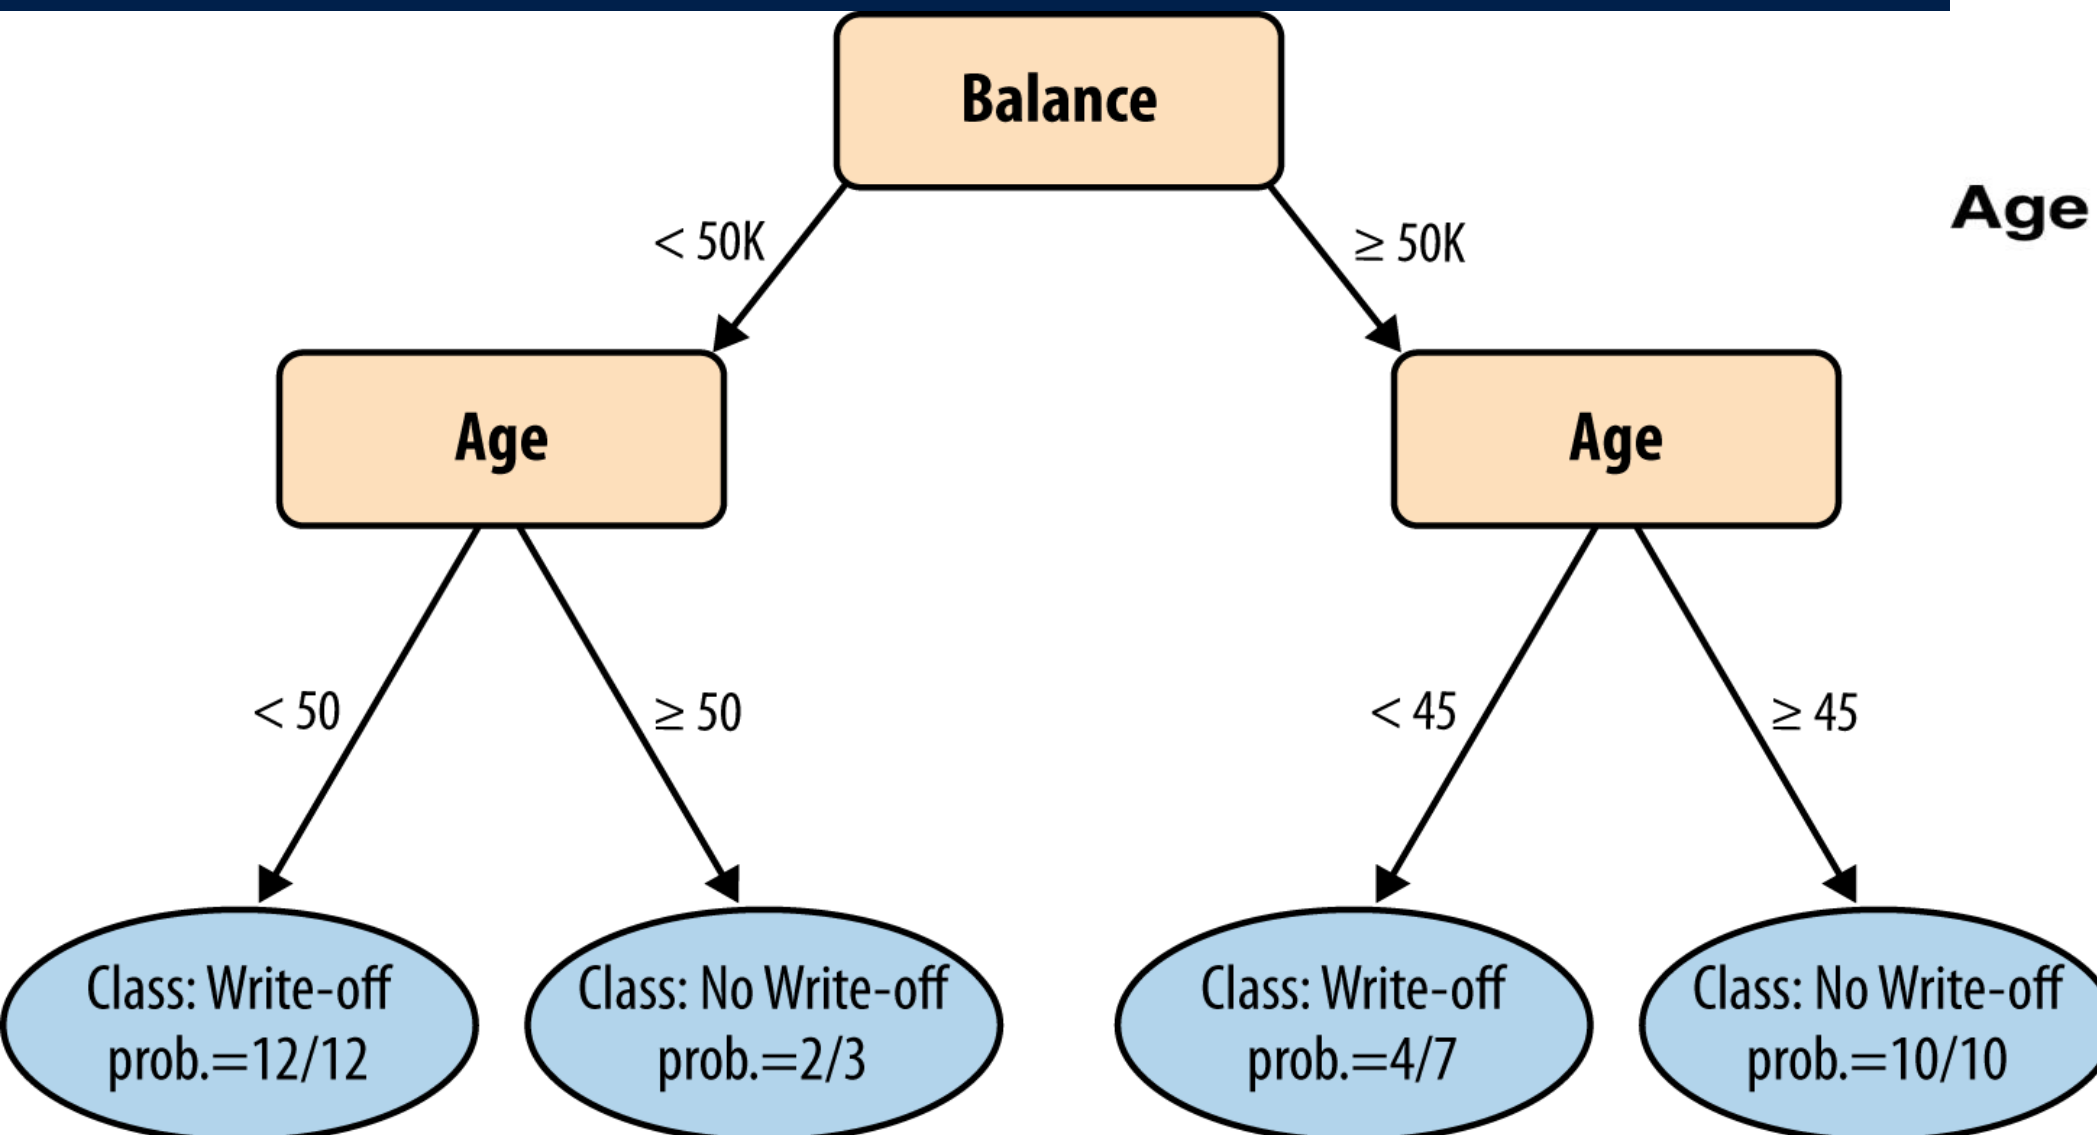 Balance
Age
< 50K
≥ 50K
Age
Age
< 50
≥ 50
< 45
≥ 45
Class: Write-off
prob.=12/12
Class: No Write-off
prob.=2/3
Class: Write-off
prob.=4/7
Class: No Write-off
prob.=10/10